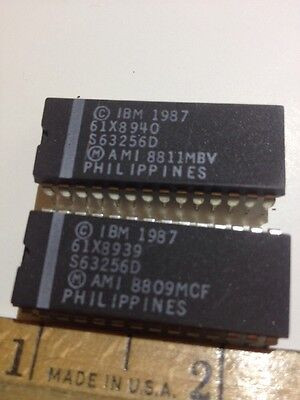 © IBM 1987
61X8940
S63256D
Ⓜ AMI 8811MBV
PHILIPPINES
© IBM 1987
61X8939
S63256D
Ⓜ AMI 8809MCF
PHILIPPINES
1 2
MADE IN U.S.A.